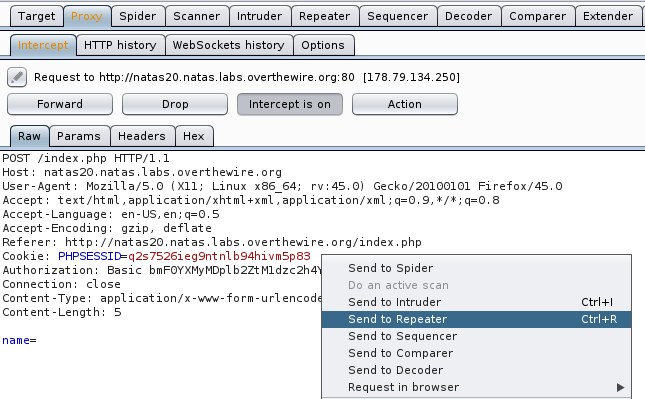 Target Proxy Spider Scanner Intruder Repeater Sequencer Decoder Comparer Extender
Intercept HTTP history WebSockets history Options
Request to http://natas20.natas.labs.overthewire.org:80 [178.79.134.250]
Forward Drop Intercept is on Action
Raw Params Headers Hex
POST /index.php HTTP/1.1
Host: natas20.natas.labs.overthewire.org
User-Agent: Mozilla/5.0 (X11; Linux x86_64; rv:45.0) Gecko/20100101 Firefox/45.0
Accept: text/html,application/xhtml+xml,application/xml;q=0.9,*/*;q=0.8
Accept-Language: en-US,en;q=0.5
Accept-Encoding: gzip, deflate
Referer: http://natas20.natas.labs.overthewire.org/index.php
Cookie: PHPSESSID=q2s7526ieg9ntnlb94hivm5p83
Authorization: Basic bmF0YXMyMDplb2ZtM1dzc2h4
Connection: close
Content-Type: application/x-www-form-urlencode
Content-Length: 5
name=
Send to Spider
Do an active scan
Send to Intruder Ctrl+I
Send to Repeater Ctrl+R
Send to Sequencer
Send to Comparer
Send to Decoder
Request in browser